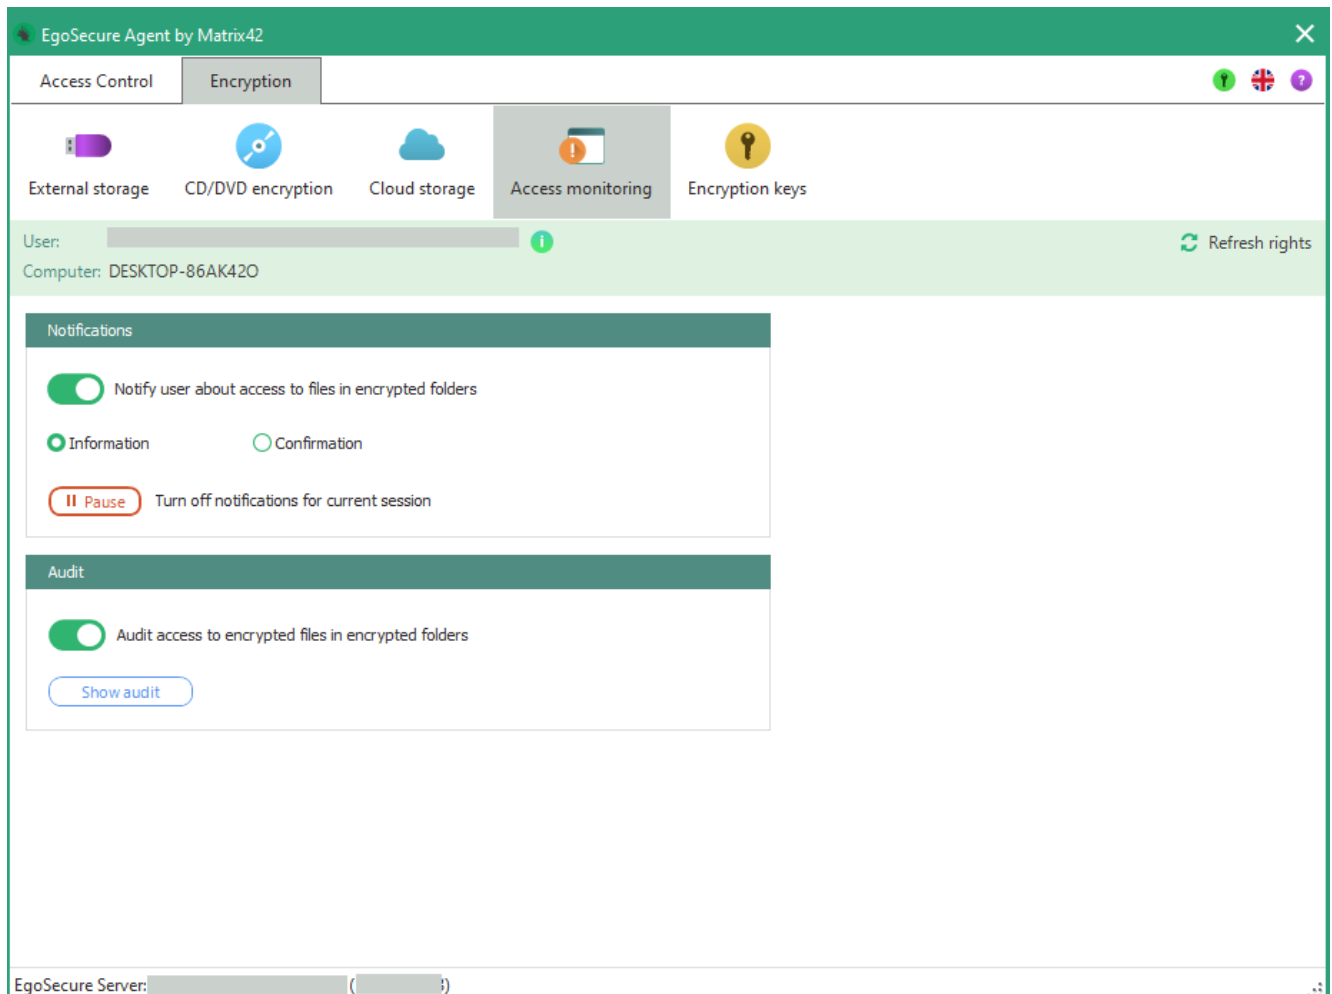 EgoSecure Agent by Matrix42
Access Control Encryption
External storage CD/DVD encryption Cloud storage Access monitoring Encryption keys
User:
Refresh rights
Computer: DESKTOP-86AK42O
Notifications
Notify user about access to files in encrypted folders
Information Confirmation
Pause Turn off notifications for current session
Audit
Audit access to encrypted files in encrypted folders
Show audit
EgoSecure Server: ( )